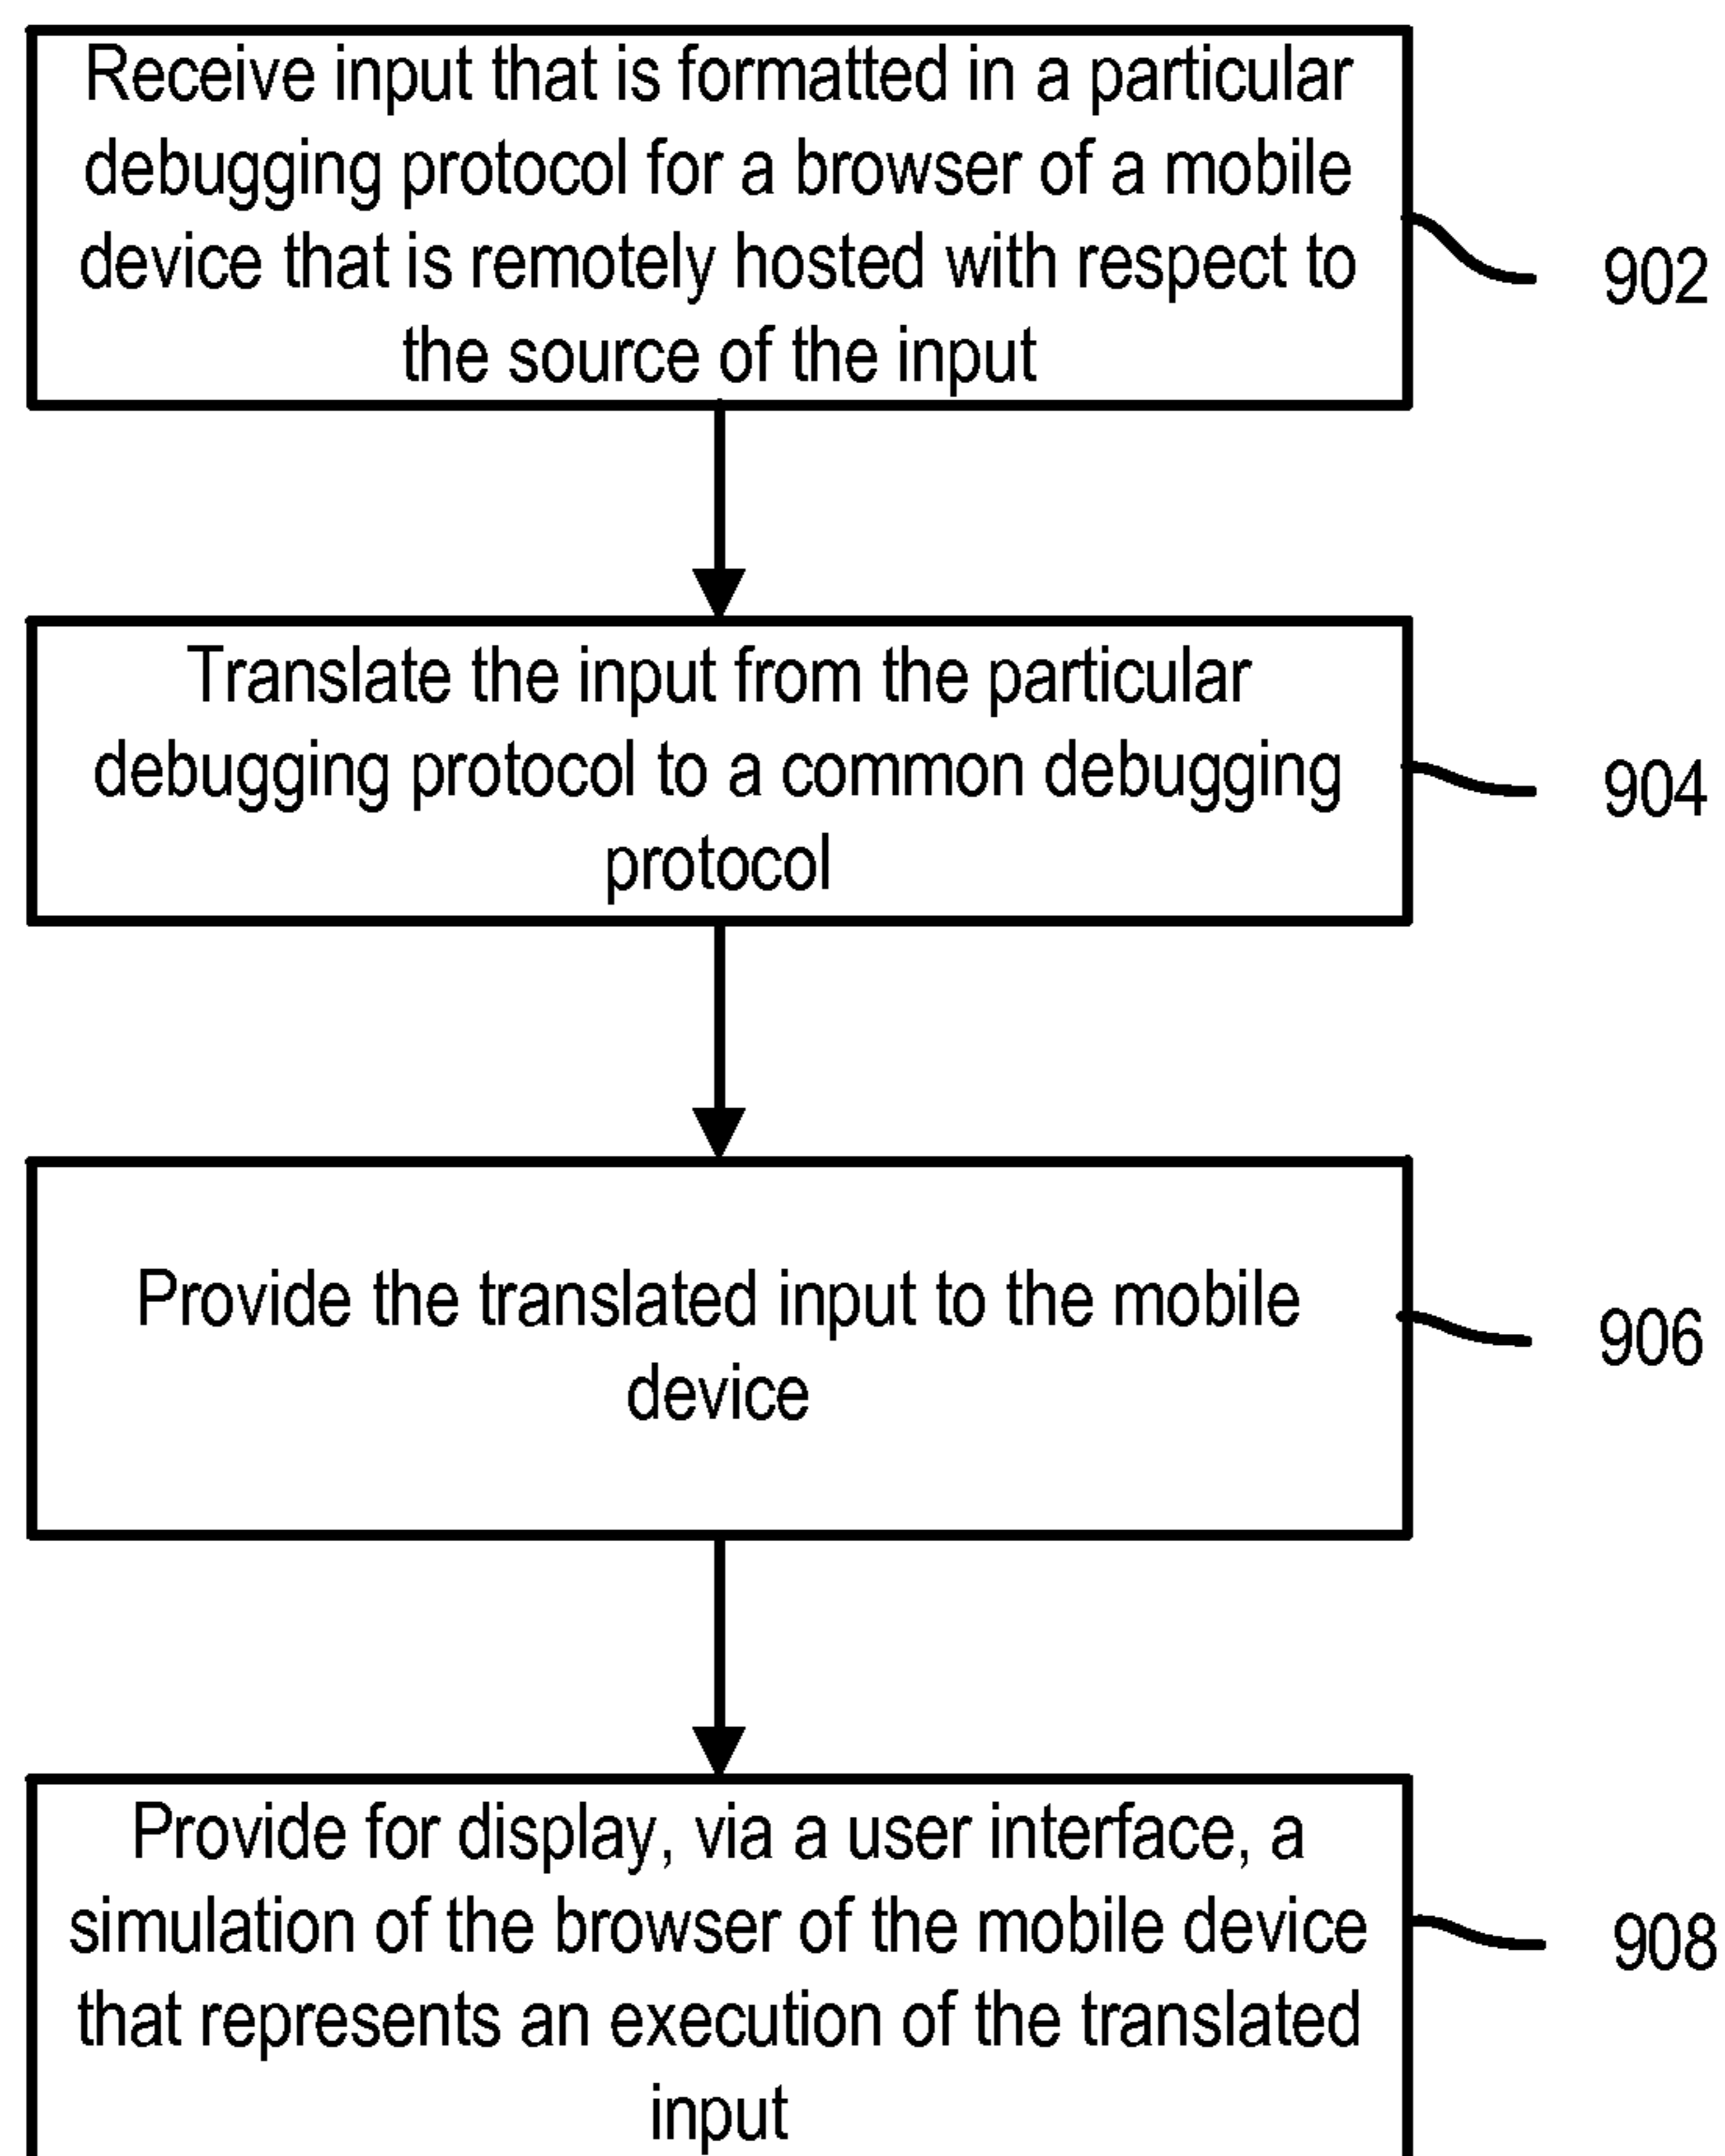 Receive input that is formatted in a particular
debugging protocol for a browser of a mobile
device that is remotely hosted with respect to
the source of the input
902
Translate the input from the particular
debugging protocol to a common debugging
protocol
904
Provide the translated input to the mobile
device
906
Provide for display, via a user interface, a
simulation of the browser of the mobile device
that represents an execution of the translated
input
908